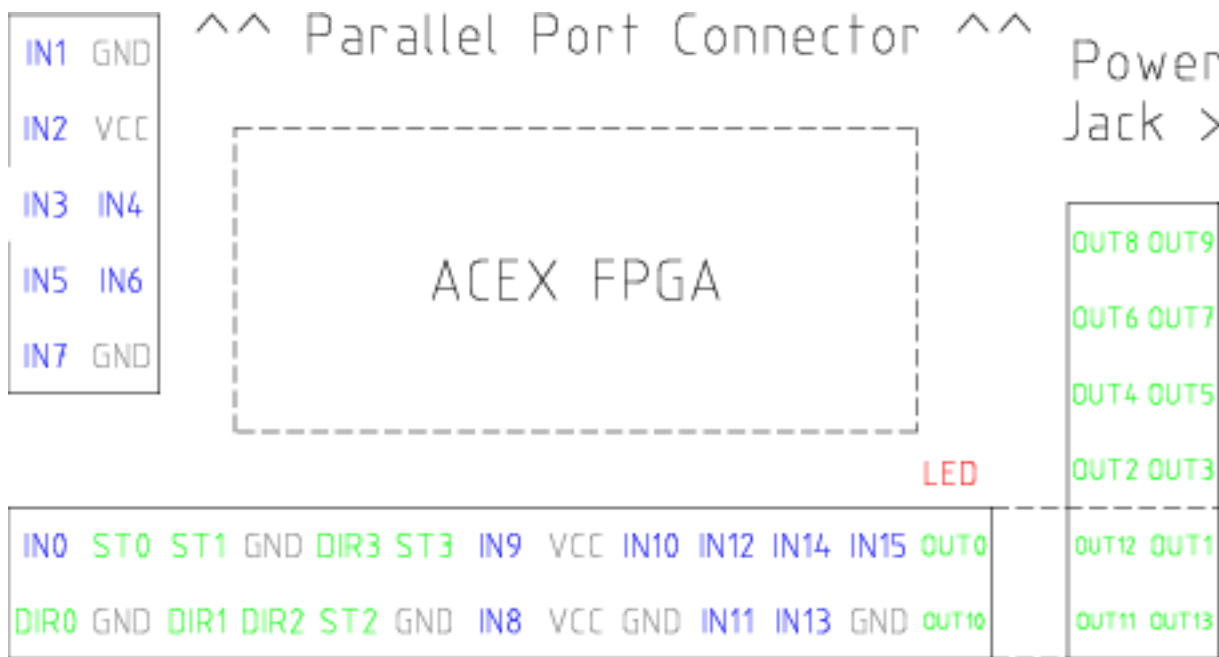 ^^ Parallel Port Connector ^^
Power
Jack >
IN1 GND
IN2 VCC
IN3 IN4
IN5 IN6
IN7 GND
ACEX FPGA
OUT8 OUT9
OUT6 OUT7
OUT4 OUT5
OUT2 OUT3
LED
IN0 ST0 ST1 GND DIR3 ST3 IN9 VCC IN10 IN12 IN14 IN15 OUT0
OUT12 OUT1
DIR0 GND DIR1 DIR2 ST2 GND IN8 VCC GND IN11 IN13 GND OUT10
OUT11 OUT13